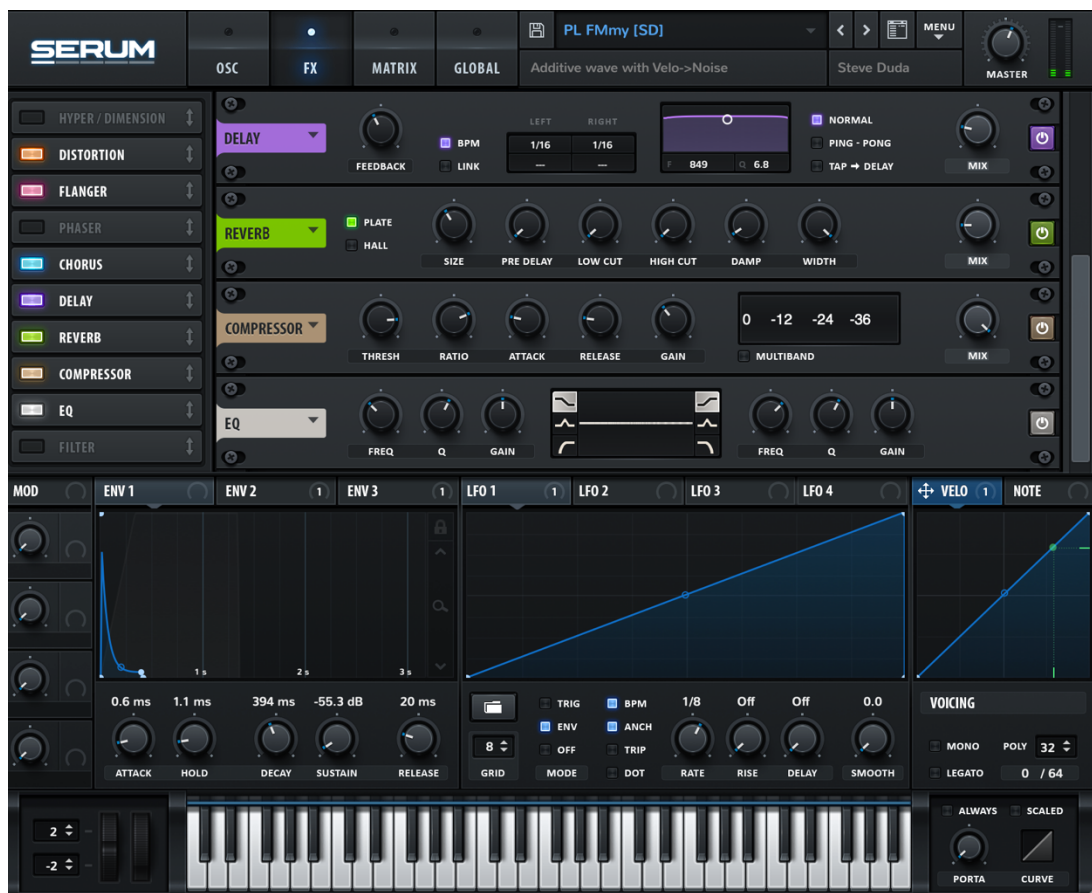 SERUM
OSC FX MATRIX GLOBAL
PL FMmy [SD]
Additive wave with Velo->Noise
Steve Duda
MENU
MASTER
HYPER / DIMENSION
DISTORTION
FLANGER
PHASER
CHORUS
DELAY
REVERB
COMPRESSOR
EQ
FILTER
DELAY
FEEDBACK
BPM
LINK
LEFT RIGHT
1/16 1/16
--- ---
F 849 Q 6.8
NORMAL
PING - PONG
TAP ➔ DELAY
MIX
REVERB
PLATE
HALL
SIZE PRE DELAY LOW CUT HIGH CUT DAMP WIDTH
MIX
COMPRESSOR
THRESH RATIO ATTACK RELEASE GAIN
0 -12 -24 -36
MULTIBAND
MIX
EQ
FREQ Q GAIN
FREQ Q GAIN
MOD ENV 1 ENV 2 1 ENV 3 1 LFO 1 1 LFO 2 LFO 3 LFO 4 VELO 1 NOTE
1 s 2 s 3 s
0.6 ms 1.1 ms 394 ms -55.3 dB 20 ms
ATTACK HOLD DECAY SUSTAIN RELEASE
8
GRID
TRIG
ENV
OFF
MODE
BPM
ANCH
TRIP
DOT
1/8 Off Off 0.0
RATE RISE DELAY SMOOTH
VOICING
MONO POLY 32
LEGATO 0 / 64
2
-2
ALWAYS SCALED
PORTA CURVE